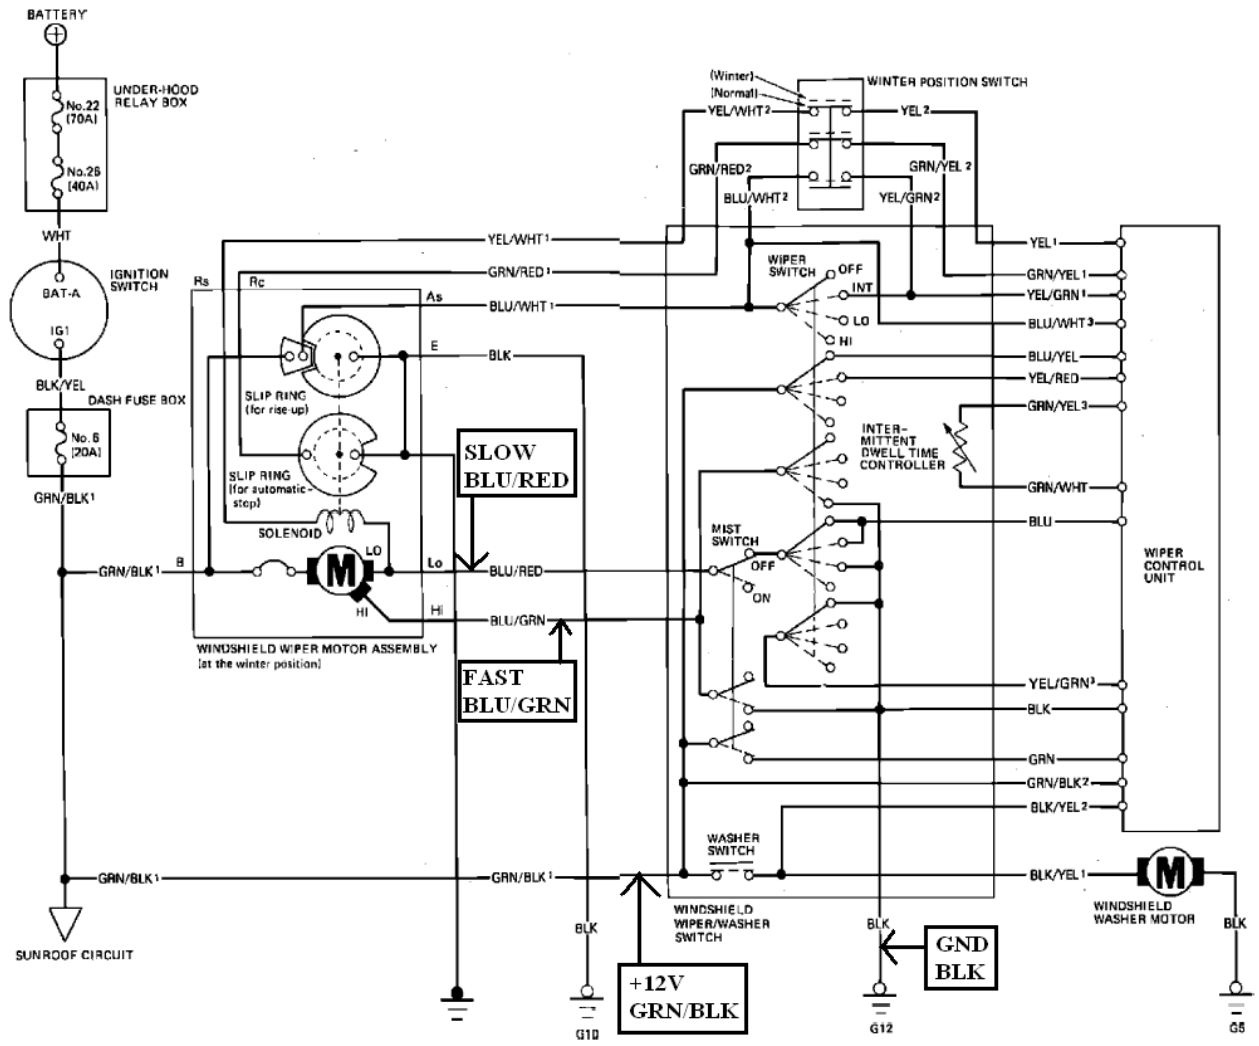 BATTERY
UNDER-HOOD
RELAY BOX
No.22
(70A)
No.26
(40A)
WHT
IGNITION
SWITCH
BAT-A
IG1
BLK/YEL
DASH FUSE BOX
No.6
(20A)
GRN/BLK1
GRN/BLK1
B
GRN/BLK1
SUNROOF CIRCUIT
Rs
Rc
As
E
SLIP RING
(for rise-up)
SLIP RING
(for automatic-
stop)
SOLENOID
M
LO
HI
Lo
Hi
WINDSHIELD WIPER MOTOR ASSEMBLY
(at the winter position)
YEL/WHT1
GRN/RED1
BLU/WHT1
BLK
SLOW
BLU/RED
BLU/RED
BLU/GRN
FAST
BLU/GRN
GRN/BLK1
BLK
G10
+12V
GRN/BLK
(Winter)
(Normal)
WINTER POSITION SWITCH
YEL/WHT2
YEL2
GRN/RED2
GRN/YEL2
BLU/WHT2
YEL/GRN2
WIPER
SWITCH
OFF
INT
LO
HI
INTER-
MITTENT
DWELL TIME
CONTROLLER
MIST
SWITCH
OFF
ON
WASHER
SWITCH
WINDSHIELD
WIPER/WASHER
SWITCH
BLK
GND
BLK
G12
YEL1
GRN/YEL1
YEL/GRN1
BLU/WHT3
BLU/YEL
YEL/RED
GRN/YEL3
GRN/WHT
BLU
YEL/GRN3
BLK
GRN
GRN/BLK2
BLK/YEL2
BLK/YEL1
WIPER
CONTROL
UNIT
M
WINDSHIELD
WASHER MOTOR
BLK
G5